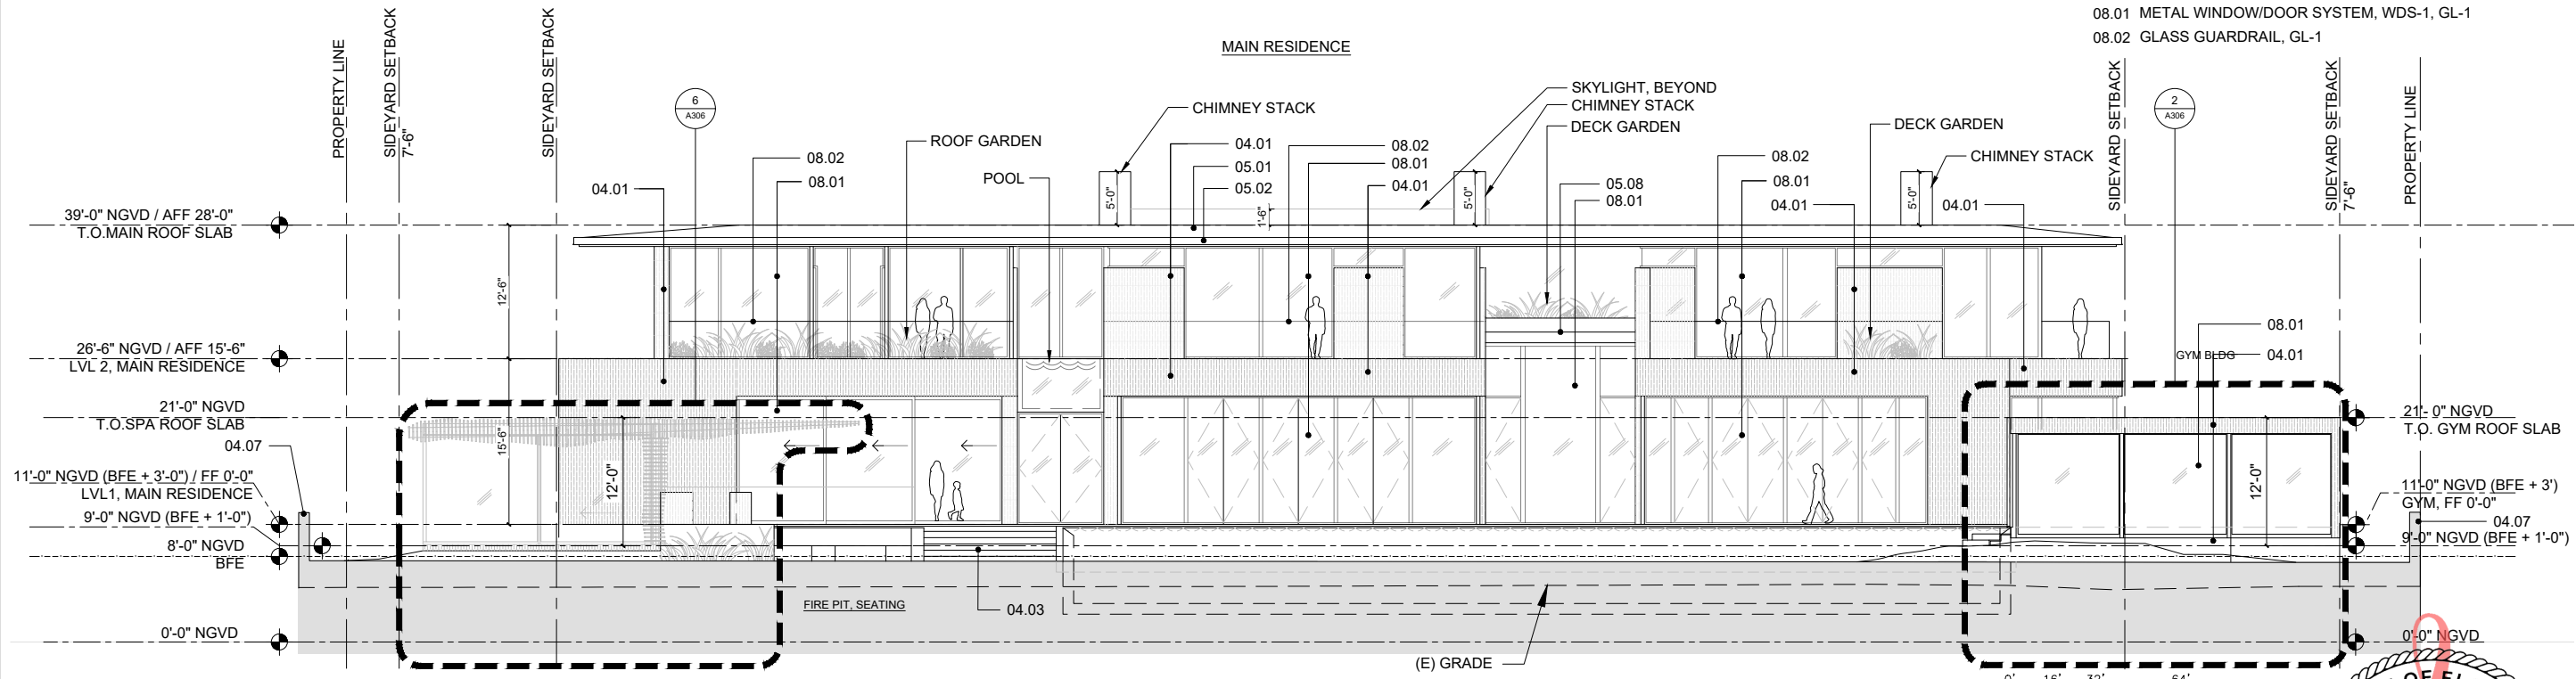 08.01 METAL WINDOW/DOOR SYSTEM, WDS-1, GL-1
08.02 GLASS GUARDRAIL, GL-1
MAIN RESIDENCE
PROPERTY LINE
SIDEYARD SETBACK
7'-6"
SIDEYARD SETBACK
6
A306
CHIMNEY STACK
ROOF GARDEN
POOL
08.02
08.01
04.01
04.01
05.01
05.02
SKYLIGHT, BEYOND
CHIMNEY STACK
DECK GARDEN
08.02
08.01
04.01
05.08
08.01
08.02
08.01
04.01
DECK GARDEN
CHIMNEY STACK
04.01
SIDEYARD SETBACK
2
A306
SIDEYARD SETBACK
7'-6"
PROPERTY LINE
5'-0"
1'-6"
5'-0"
5'-0"
39'-0" NGVD / AFF 28'-0"
T.O.MAIN ROOF SLAB
12'-6"
26'-6" NGVD / AFF 15'-6"
LVL 2, MAIN RESIDENCE
08.01
GYM BLDG
04.01
21'-0" NGVD
T.O.SPA ROOF SLAB
21'- 0" NGVD
T.O. GYM ROOF SLAB
15'-6"
04.07
12'-0"
12'-0"
11'-0" NGVD (BFE + 3'-0") / FF 0'-0"
LVL1, MAIN RESIDENCE
11'-0" NGVD (BFE + 3')
GYM, FF 0'-0"
9'-0" NGVD (BFE + 1'-0")
04.07
9'-0" NGVD (BFE + 1'-0")
8'-0" NGVD
BFE
FIRE PIT, SEATING
04.03
0'-0" NGVD
0'-0" NGVD
(E) GRADE
0' 16' 32' 64'
OF FL